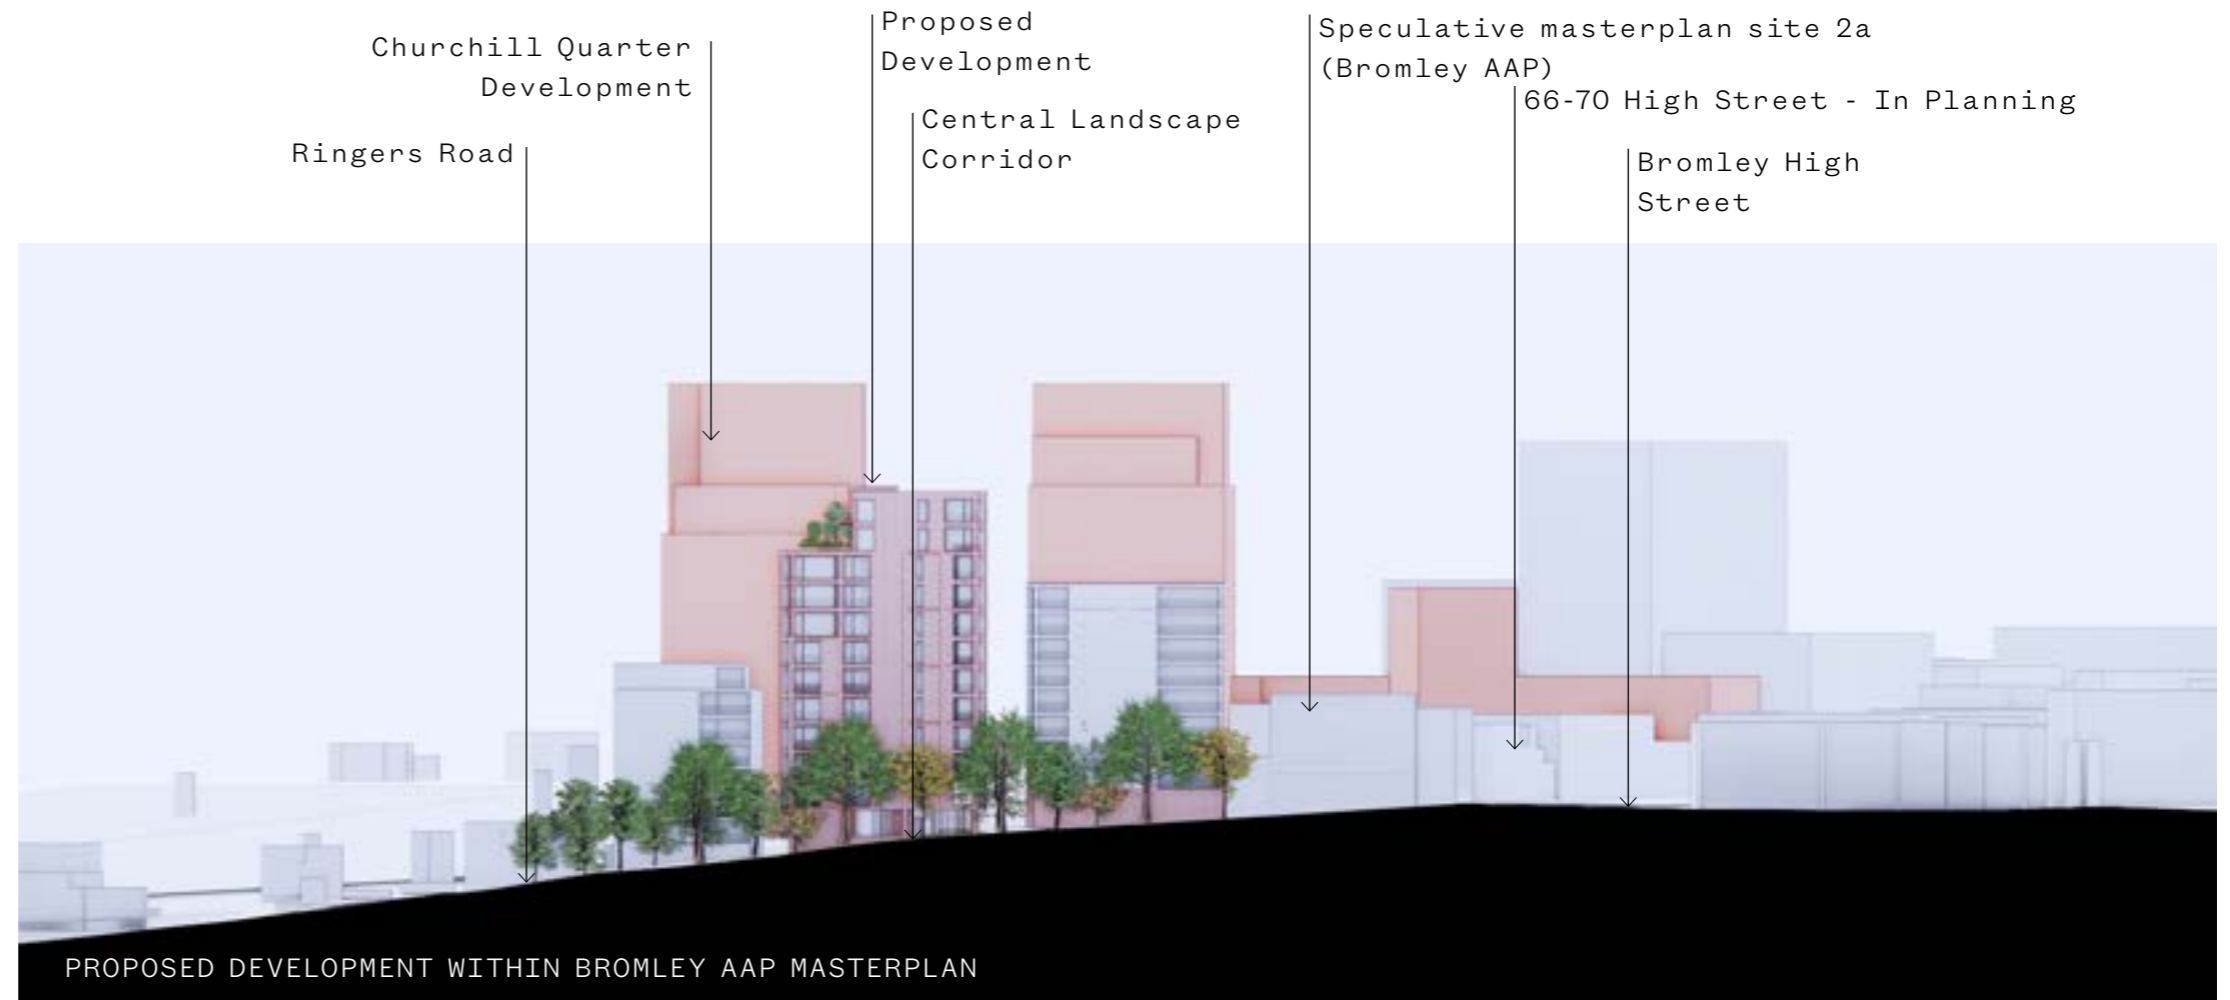 Churchill Quarter
Development
Ringers Road
Proposed
Development
Central Landscape
Corridor
Speculative masterplan site 2a
(Bromley AAP)
66-70 High Street - In Planning
Bromley High
Street
PROPOSED DEVELOPMENT WITHIN BROMLEY AAP MASTERPLAN